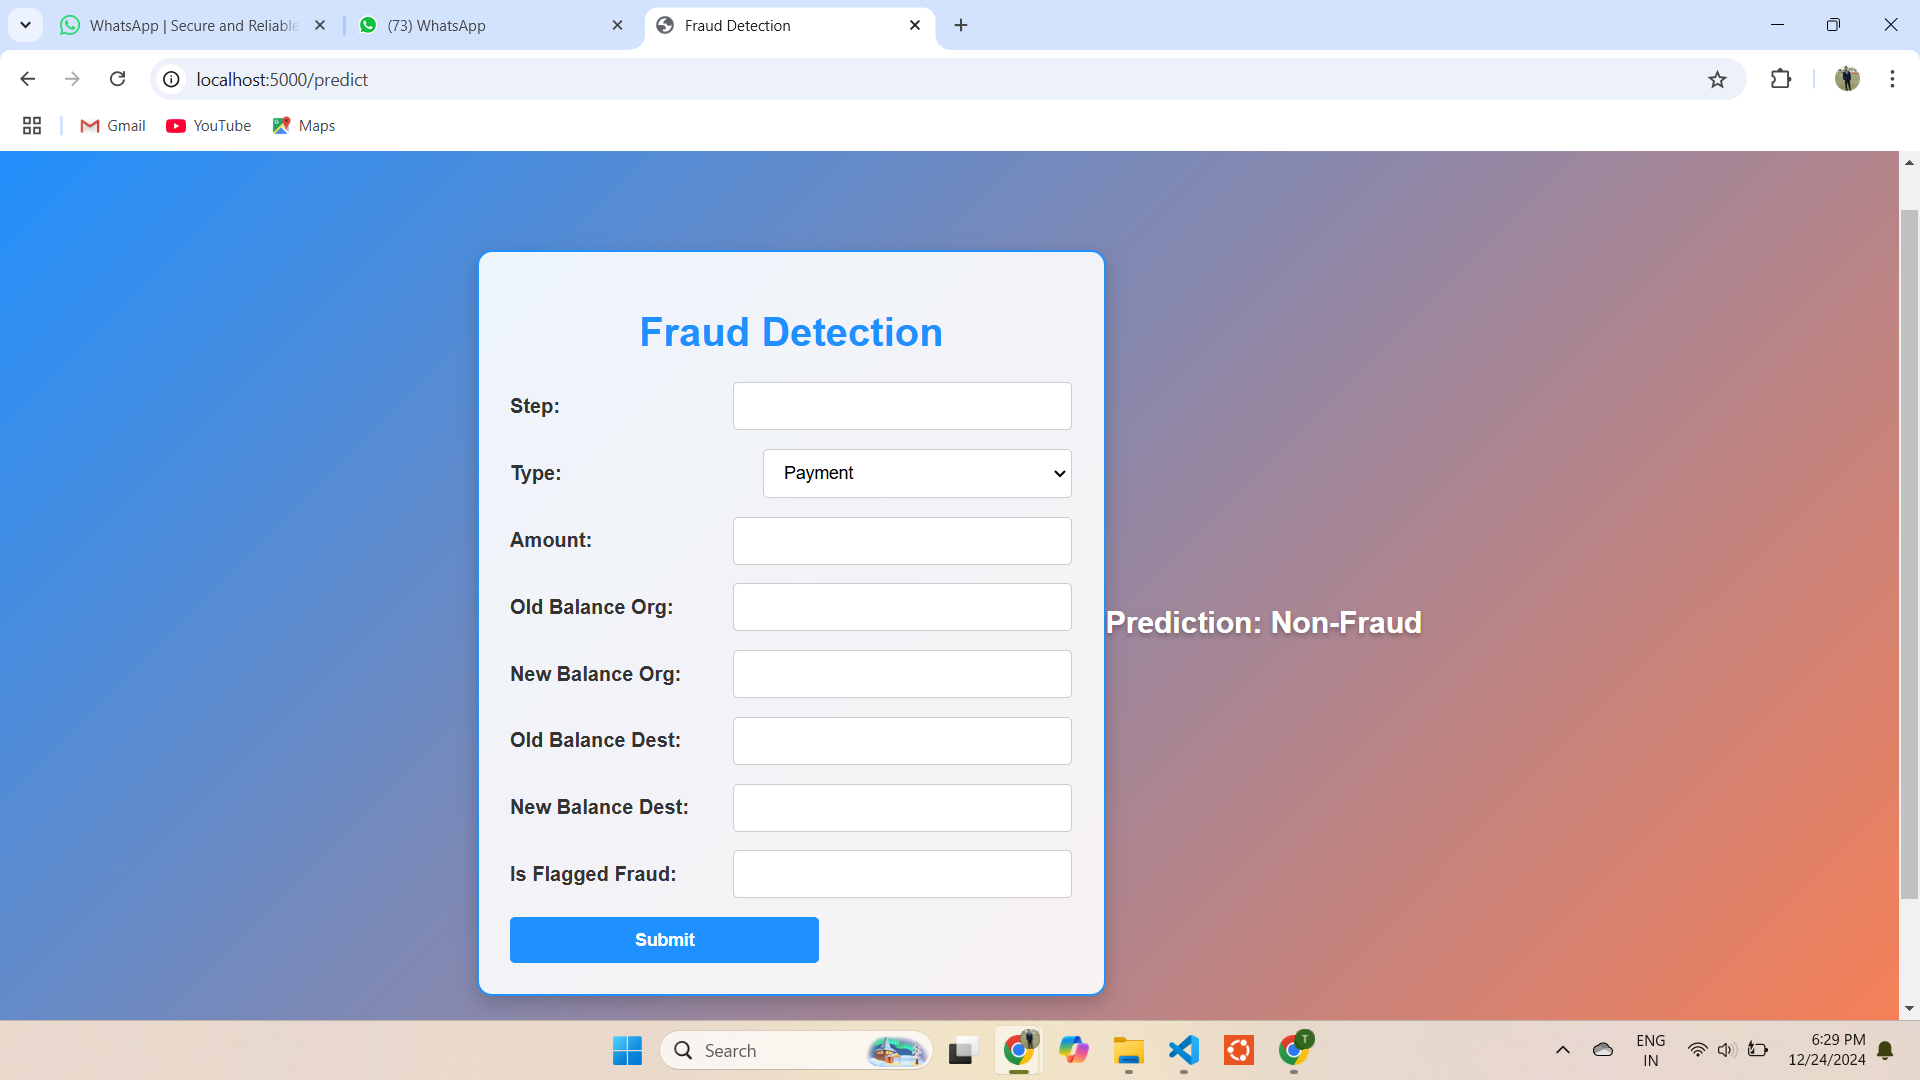 WhatsApp | Secure and Reliable
(73) WhatsApp
Fraud Detection
localhost:5000/predict
Gmail
YouTube
Maps
Fraud Detection
Step:
Type:
Payment
Amount:
Old Balance Org:
New Balance Org:
Old Balance Dest:
New Balance Dest:
Is Flagged Fraud:
Submit
Prediction: Non-Fraud
Search
T
ENG
IN
6:29 PM
12/24/2024